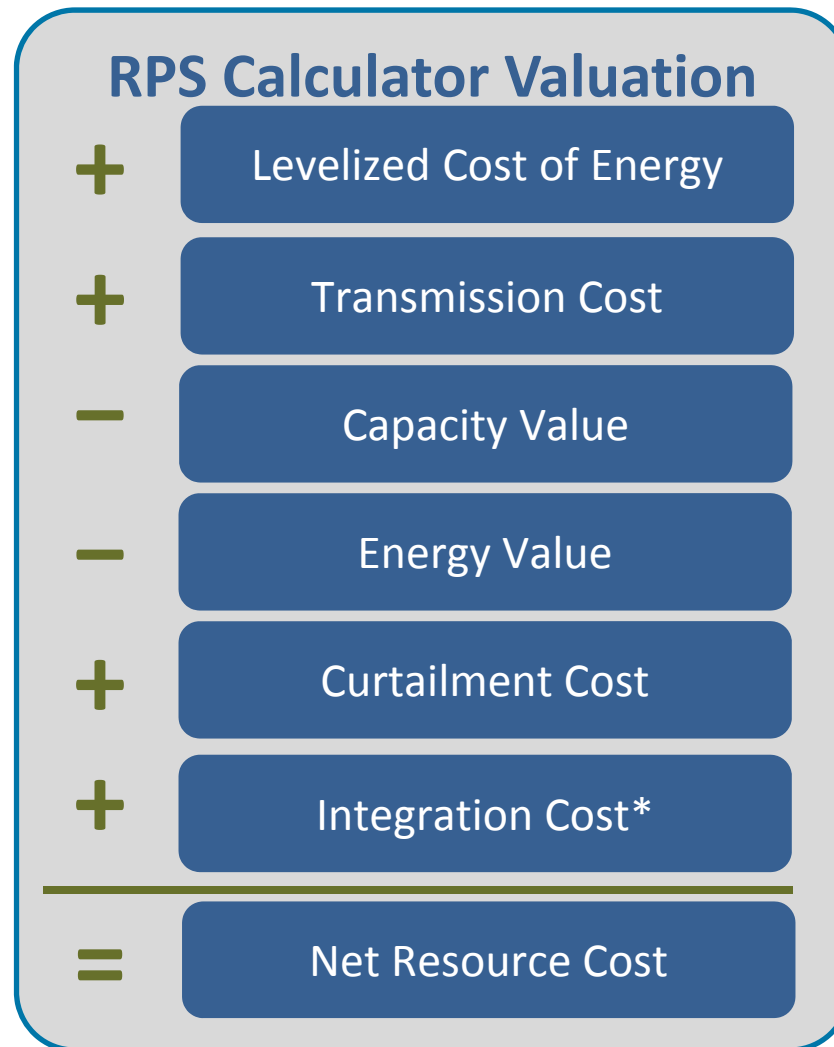 RPS Calculator Valuation
+ Levelized Cost of Energy
+ Transmission Cost
− Capacity Value
− Energy Value
+ Curtailment Cost
+ Integration Cost*
= Net Resource Cost